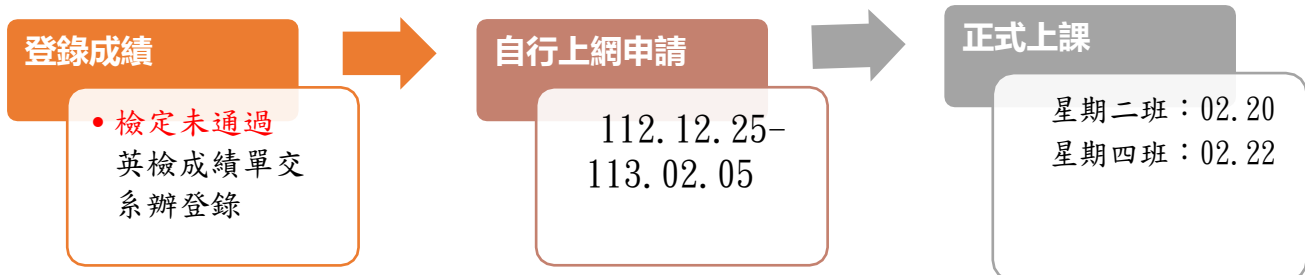 登錄成績
• 檢定未通過
英檢成績單交
系辦登錄
自行上網申請
112.12.25-
113.02.05
正式上課
星期二班：02.20
星期四班：02.22